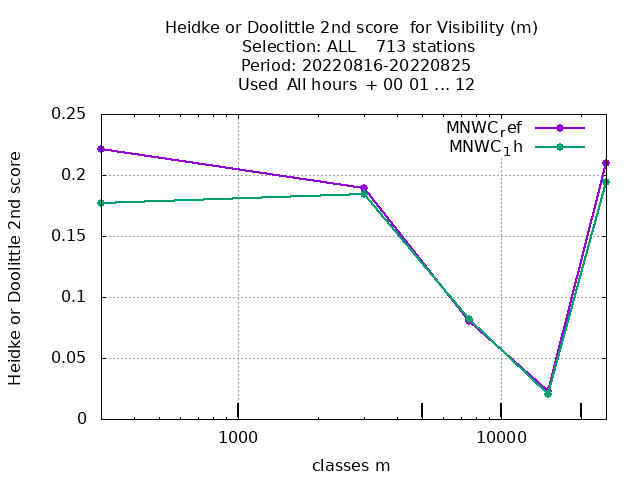 Heidke or Doolittle 2nd score  for Visibility (m)
Selection: ALL    713 stations
Period: 20220816-20220825
Used  All hours  + 00 01 ... 12
0.25
0.2
0.15
0.1
0.05
0
Heidke or Doolittle 2nd score
MNWCref
MNWC1h
1000
10000
classes m